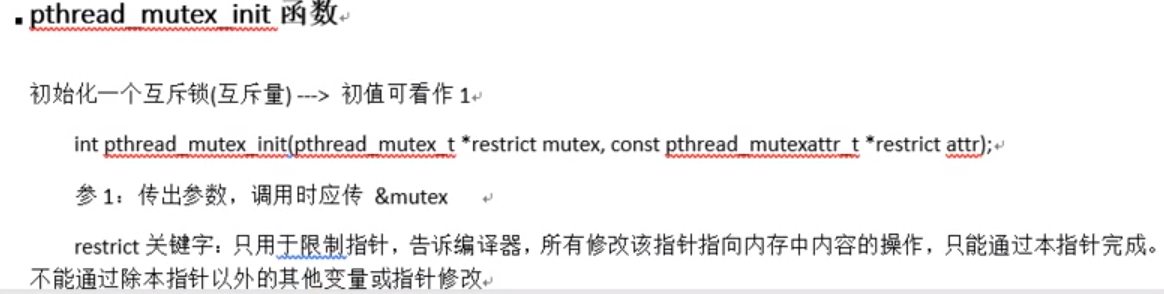 pthread_mutex_init 函数
初始化一个互斥锁(互斥量) ---> 初值可看作 1
int pthread_mutex_init(pthread_mutex_t *restrict mutex, const pthread_mutexattr_t *restrict attr);
参 1：传出参数，调用时应传 &mutex
restrict 关键字：只用于限制指针，告诉编译器，所有修改该指针指向内存中内容的操作，只能通过本指针完成。
不能通过除本指针以外的其他变量或指针修改